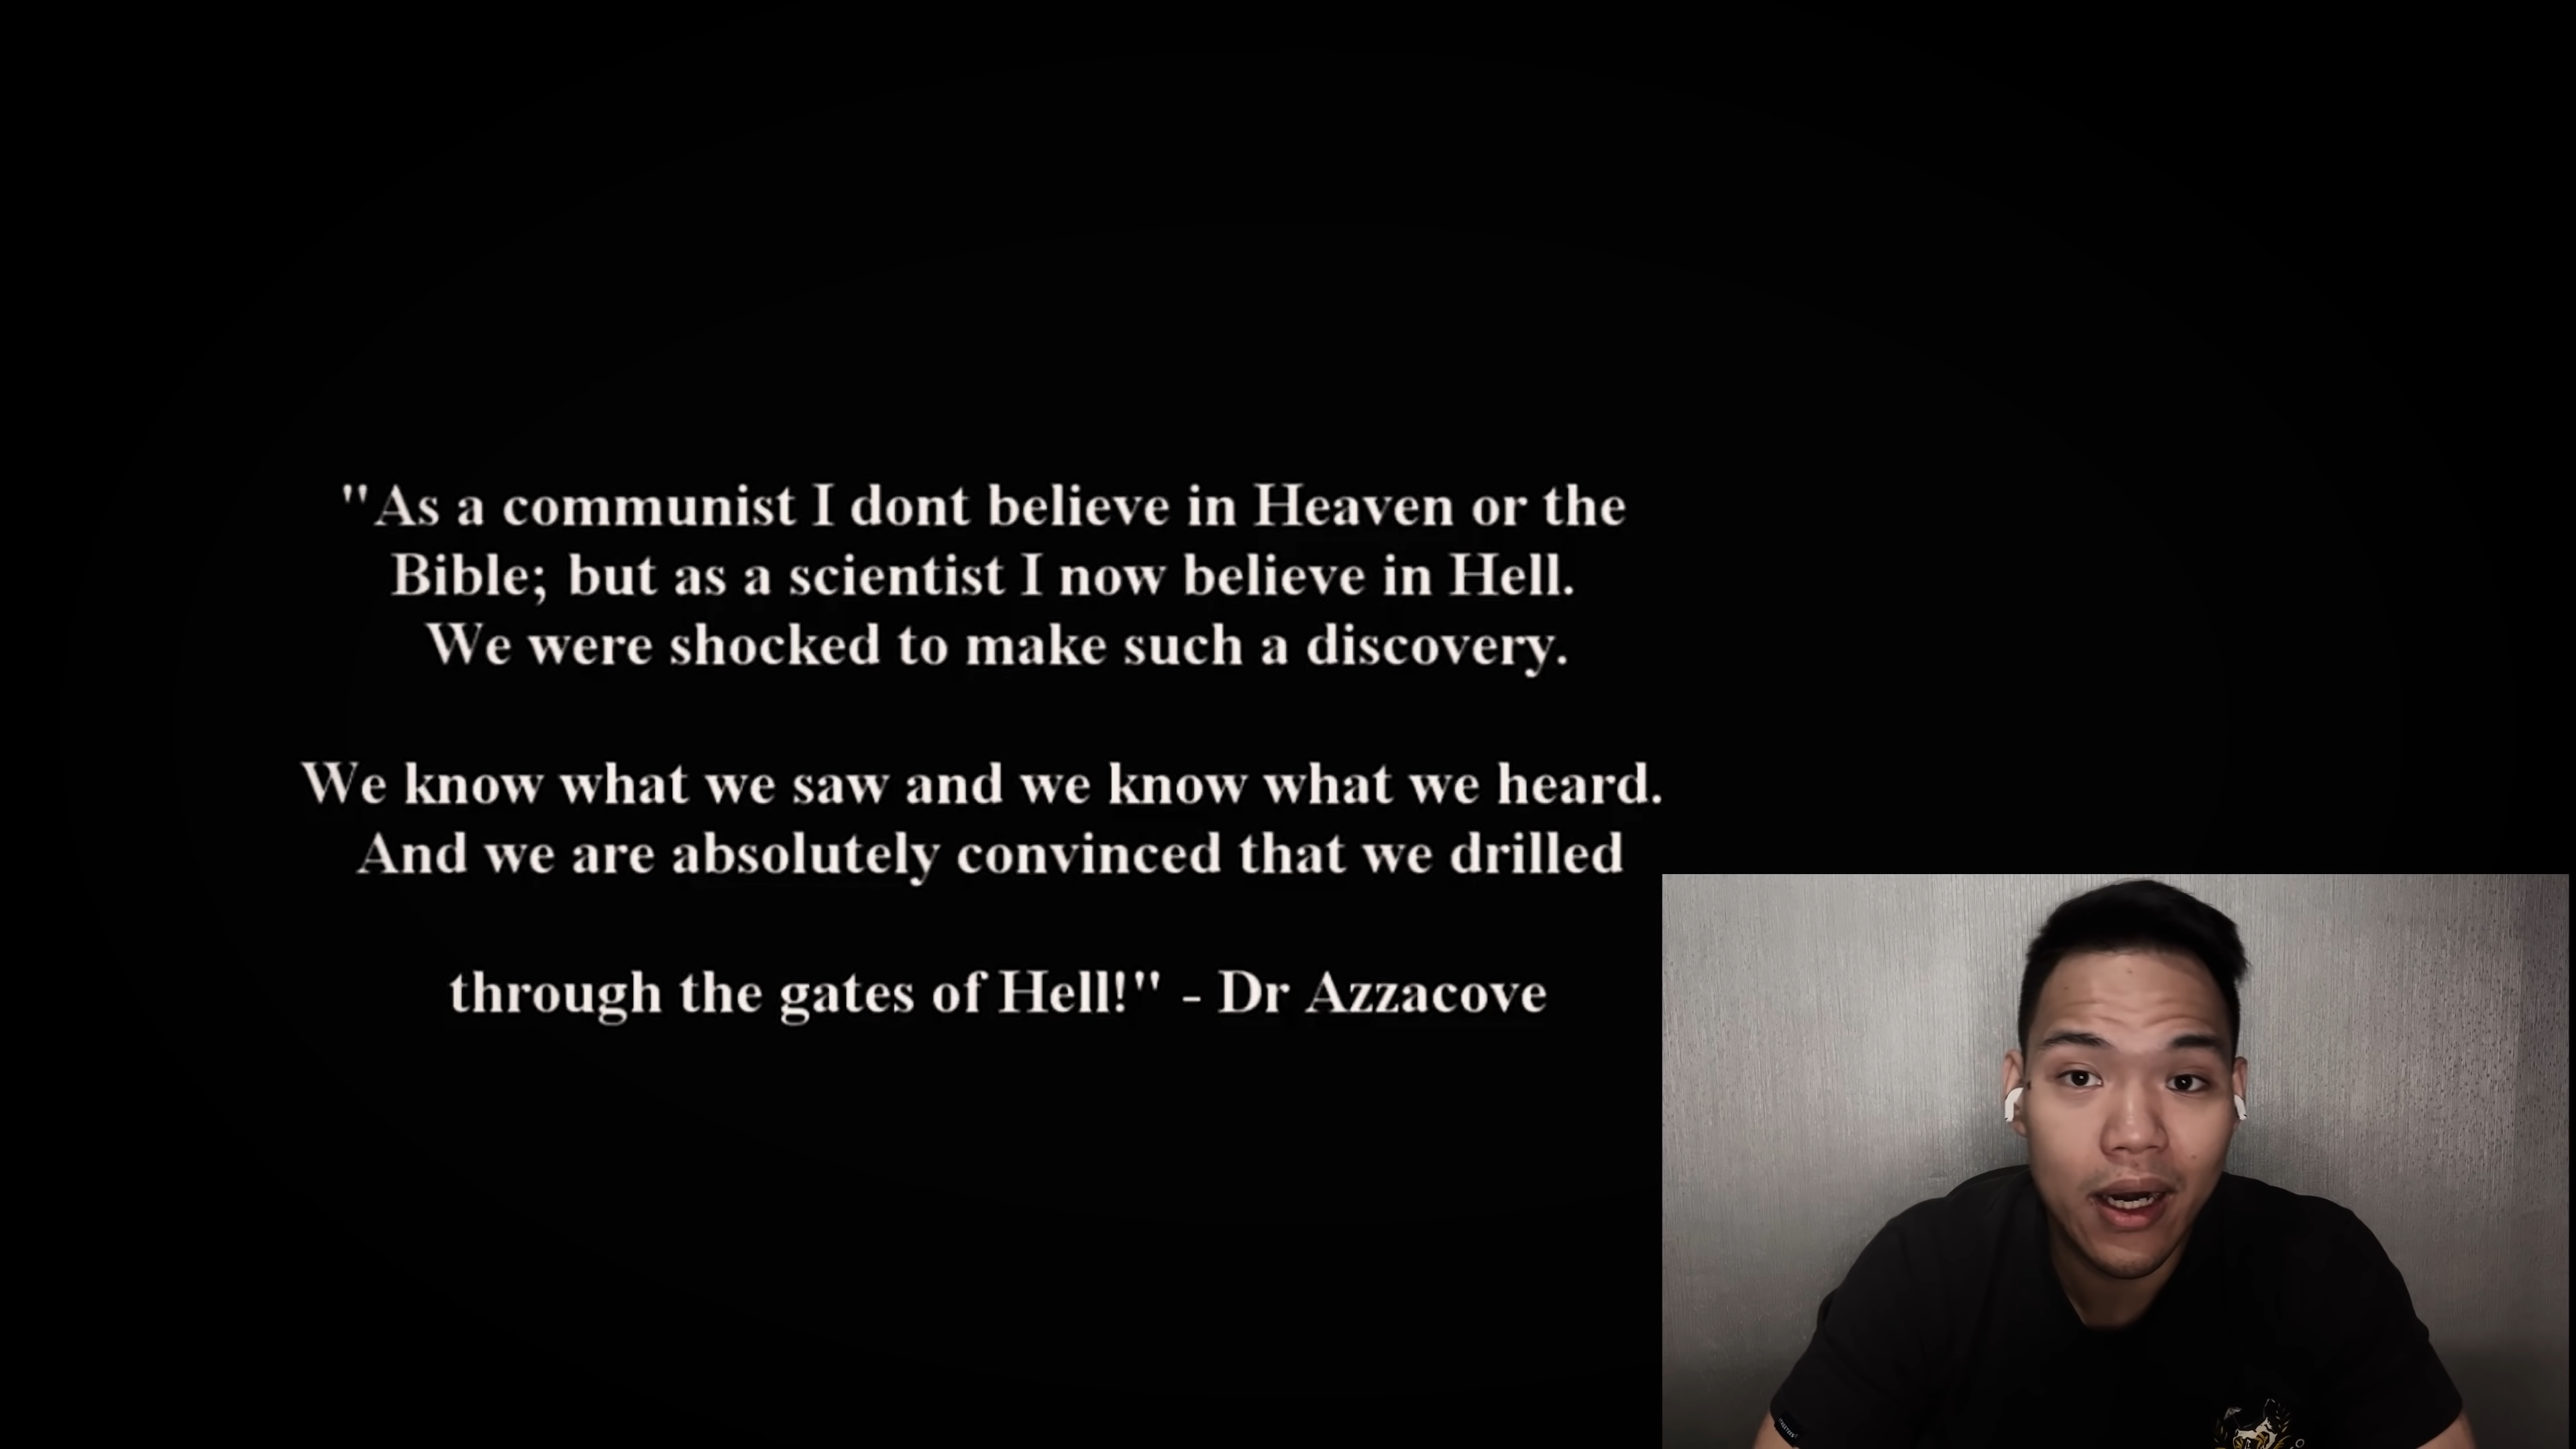 "As a communist I dont believe in Heaven or the
Bible; but as a scientist I now believe in Hell.
We were shocked to make such a discovery.
We know what we saw and we know what we heard.
And we are absolutely convinced that we drilled
through the gates of Hell!" - Dr Azzacove